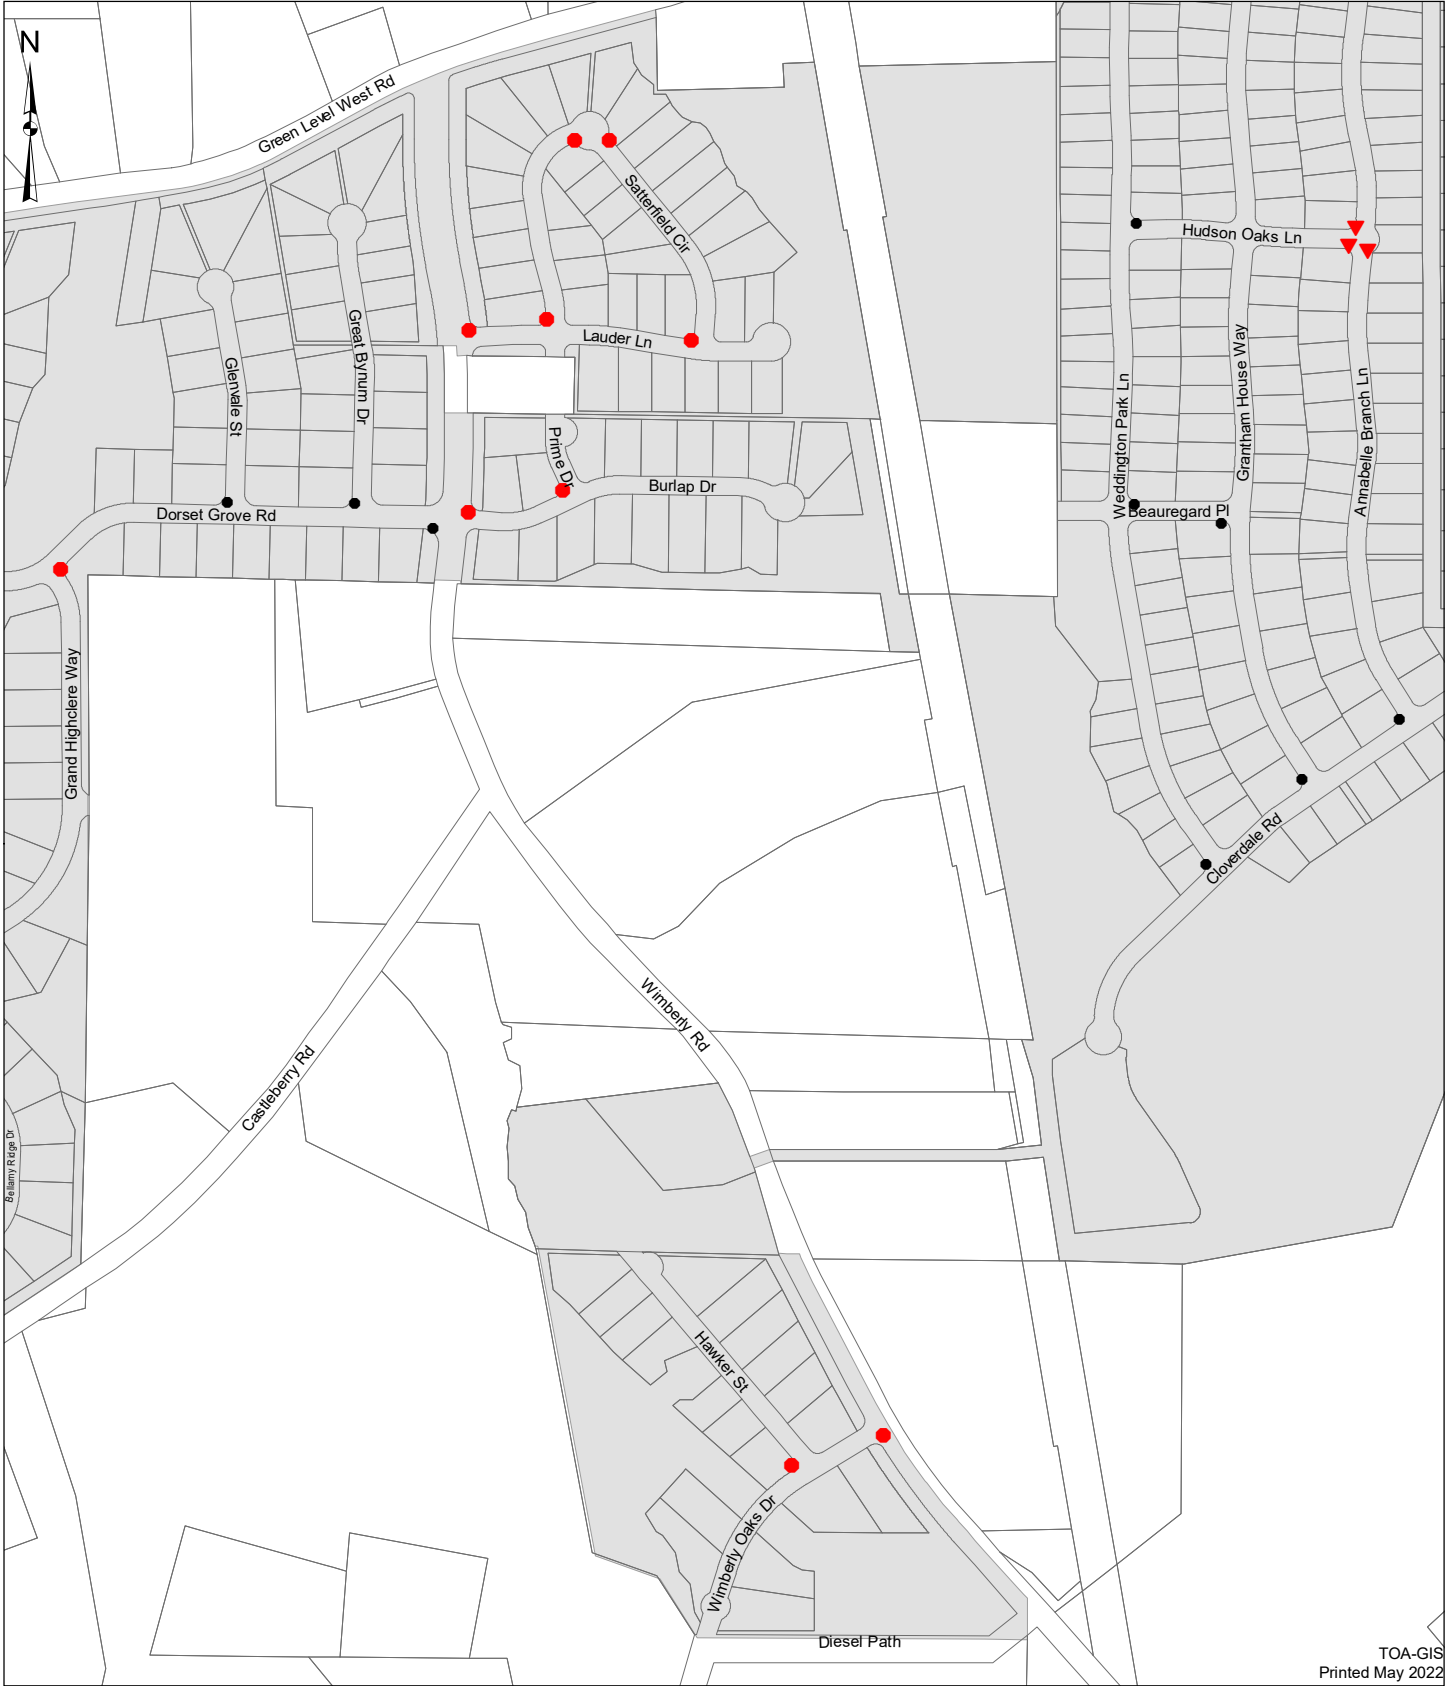 N
Green Level West Rd
Satterfield Cir
Hudson Oaks Ln
Great Bynum Dr
Lauder Ln
Glenvale St
Grantham House Way
Weddington Park Ln
Annabelle Branch Ln
Prime Dr
Burlap Dr
Dorset Grove Rd
Beauregard Pl
Grand Highclere Way
Cloverdale Rd
Wimberly Rd
Castleberry Rd
Bellamy Ridge Dr
Hawker St
Wimberly Oaks Dr
Diesel Path
TOA-GIS
Printed May 2022